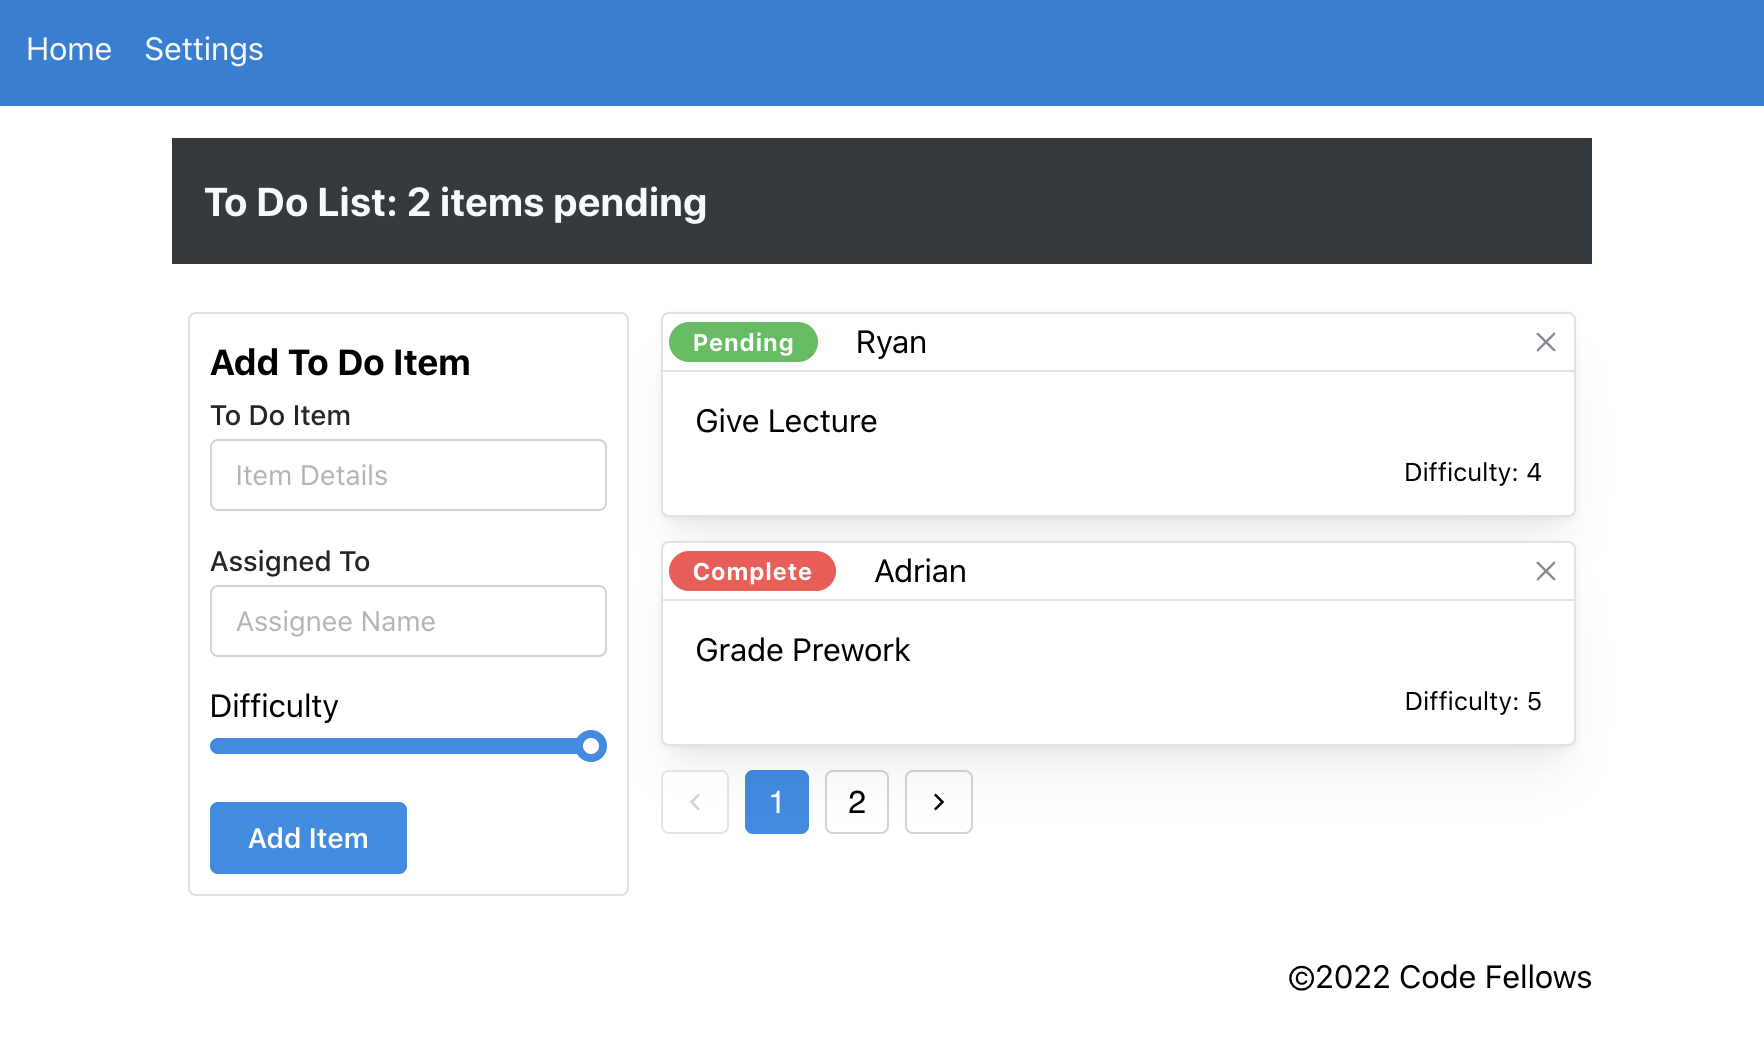 Home Settings
To Do List: 2 items pending
Add To Do Item
To Do Item
Item Details
Assigned To
Assignee Name
Difficulty
Add Item
Pending Ryan
Give Lecture
Difficulty: 4
Complete Adrian
Grade Prework
Difficulty: 5
1 2
©2022 Code Fellows